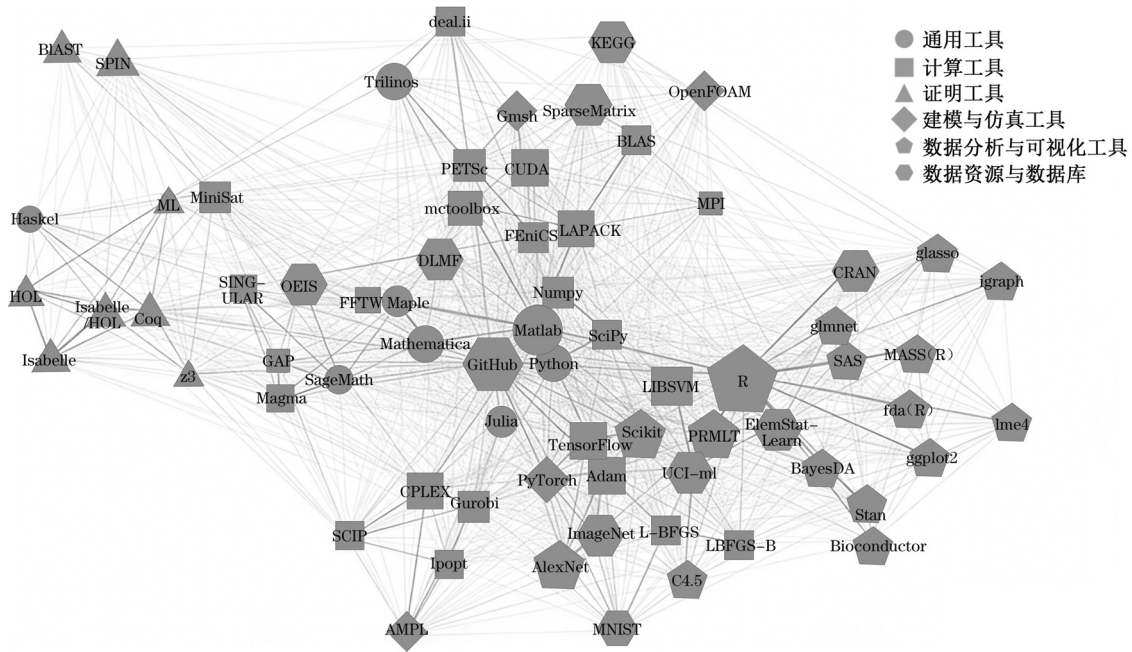 deal.ii
BlAST
SPIN
KEGG
通用工具
计算工具
证明工具
建模与仿真工具
数据分析与可视化工具
数据资源与数据库
Trilinos
OpenFOAM
Gmsh
SparseMatrix
BLAS
PETSc
CUDA
ML
MiniSat
mctoolbox
MPI
Haskel
FEniCS
LAPACK
DLMF
CRAN
glasso
igraph
SING-
ULAR
OEIS
HOL
Isabelle
/HOL
Coq
FFTW
Maple
Numpy
Matlab
SciPy
glmnet
Mathematica
Isabelle
GAP
GitHub
Python
SAS
MASS(R)
z3
SageMath
LIBSVM
R
Magma
Julia
fda(R)
lme4
TensorFlow
Scikit
PRMLT
ElemStat-
Learn
ggplot2
PyTorch
Adam
UCI-ml
BayesDA
CPLEX
Gurobi
Stan
SCIP
ImageNet
L-BFGS
LBFGS-B
Bioconductor
Ipopt
AlexNet
C4.5
AMPL
MNIST